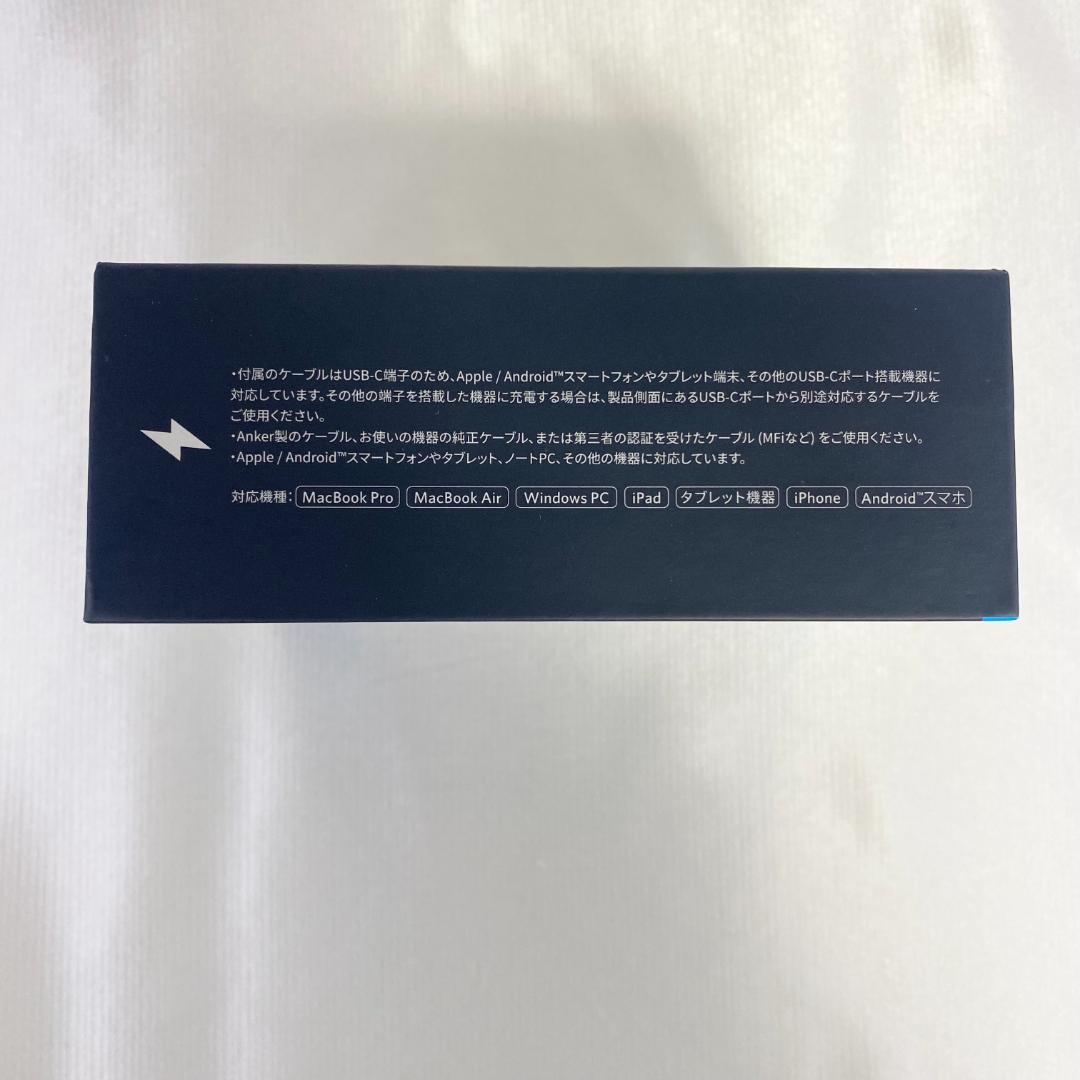 ・付属のケーブルはUSB-C端子のため、Apple / Android™スマートフォンやタブレット端末、その他のUSB-Cポート搭載機器に
対応しています。その他の端子を搭載した機器に充電する場合は、製品側面にあるUSB-Cポートから別途対応するケーブルを
ご使用ください。
・Anker製のケーブル、お使いの機器の純正ケーブル、または第三者の認証を受けたケーブル (MFiなど) をご使用ください。
・Apple / Android™スマートフォンやタブレット、ノートPC、その他の機器に対応しています。
対応機種： MacBook Pro MacBook Air Windows PC iPad タブレット機器 iPhone Android™スマホ